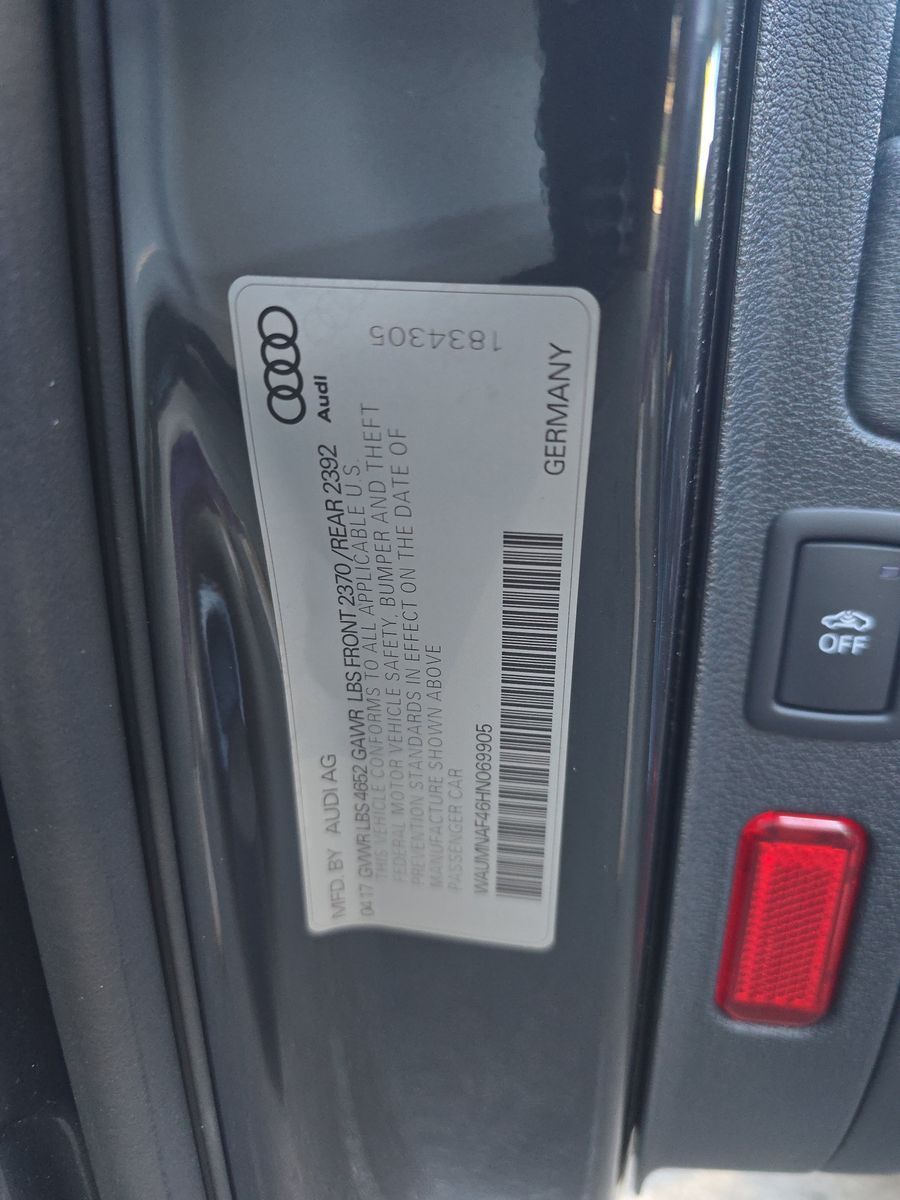 Audi
1834305
MFD. BY AUDI AG
04 17 GVWR LBS 4652 GAWR LBS FRONT 2370 / REAR 2392
THIS VEHICLE CONFORMS TO ALL APPLICABLE U.S.
FEDERAL MOTOR VEHICLE SAFETY, BUMPER AND THEFT
PREVENTION STANDARDS IN EFFECT ON THE DATE OF
MANUFACTURE SHOWN ABOVE
PASSENGER CAR
WAUMNAF46HN069905
GERMANY
OFF